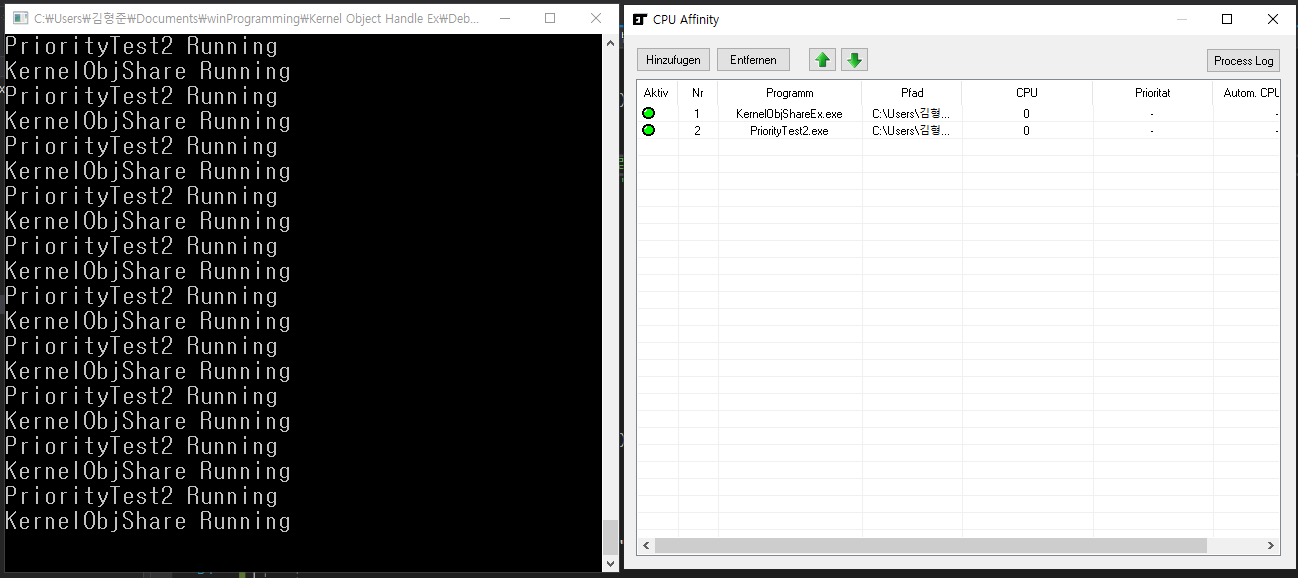 C:\Users\김형준\Documents\winProgramming\Kernel Object Handle Ex\Deb...
PriorityTest2 Running
KernelObjShare Running
PriorityTest2 Running
KernelObjShare Running
PriorityTest2 Running
KernelObjShare Running
PriorityTest2 Running
KernelObjShare Running
PriorityTest2 Running
KernelObjShare Running
PriorityTest2 Running
KernelObjShare Running
PriorityTest2 Running
KernelObjShare Running
PriorityTest2 Running
KernelObjShare Running
PriorityTest2 Running
KernelObjShare Running
PriorityTest2 Running
KernelObjShare Running
CPU Affinity
Hinzufugen Entfernen Process Log
Aktiv Nr Programm Pfad CPU Prioritat Autom. CPU
1 KernelObjShareEx.exe C:\Users\김형... 0 - -
2 PriorityTest2.exe C:\Users\김형... 0 - -